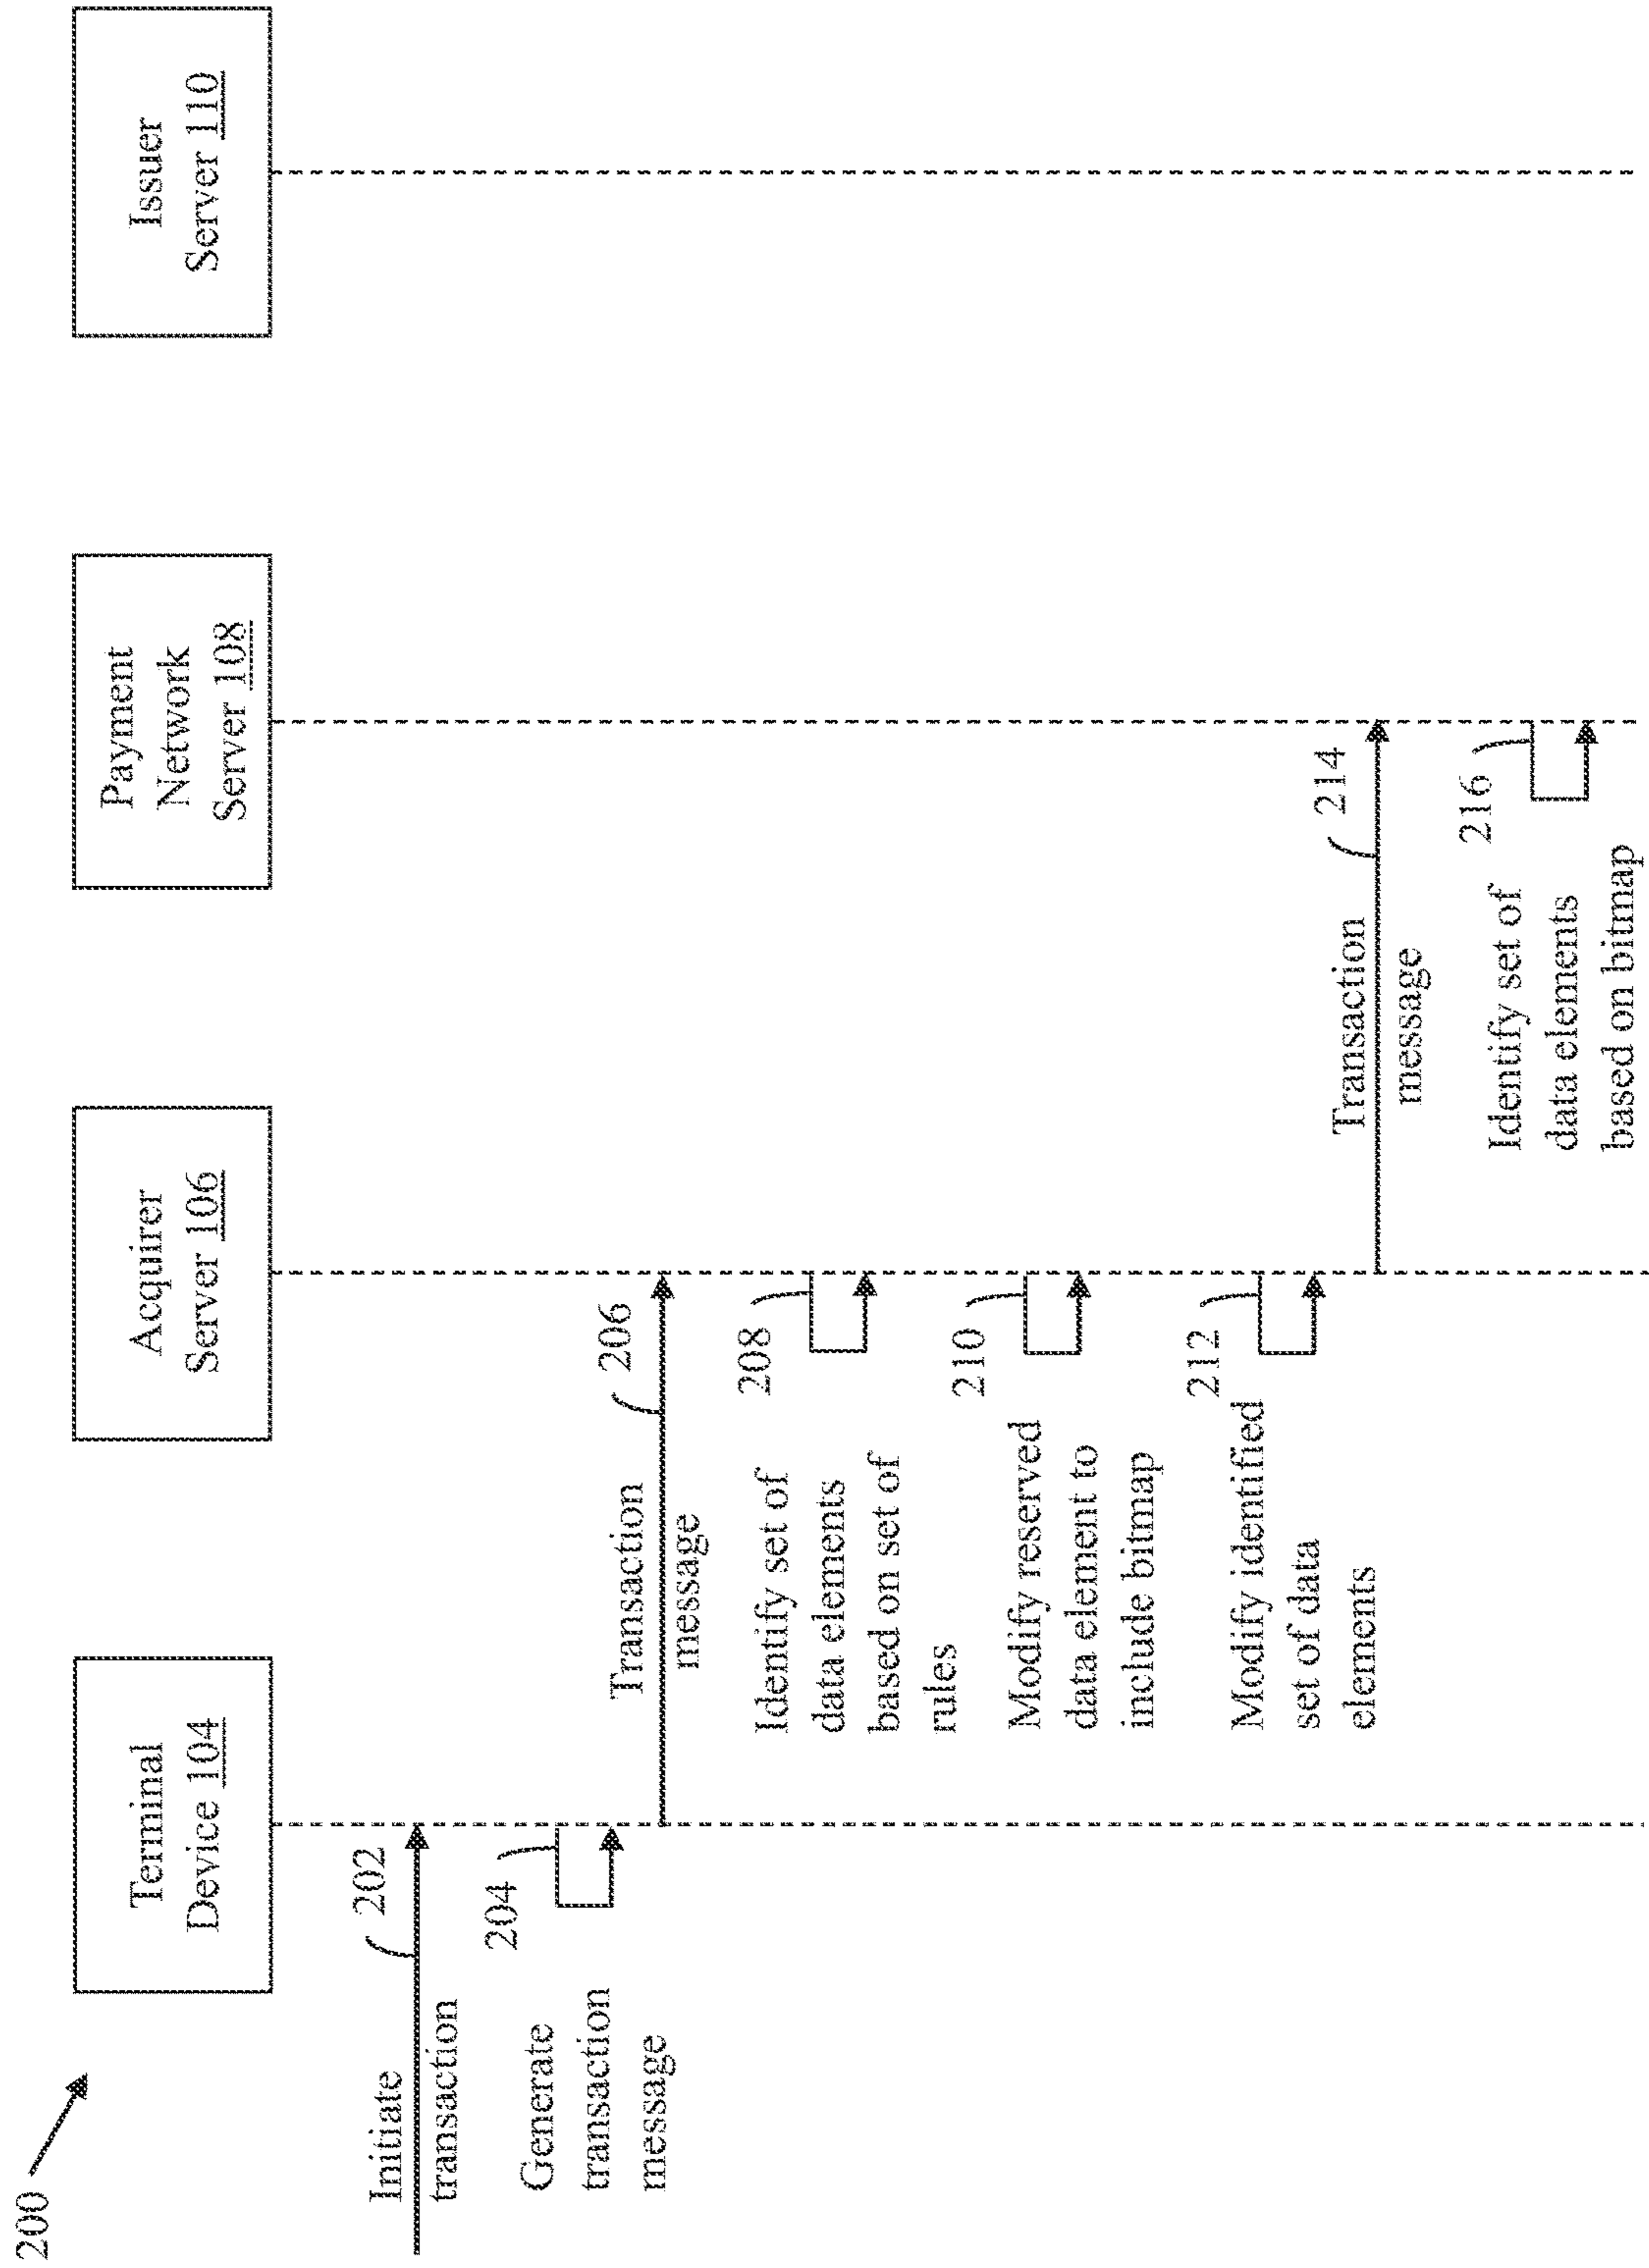 200
Terminal
Device 104
Acquirer
Server 106
Payment
Network
Server 108
Issuer
Server 110
202
Initiate
transaction
204
Generate
transaction
message
206
Transaction
message
208
Identify set of
data elements
based on set of
rules
210
Modify reserved
data element to
include bitmap
212
Modify identified
set of data
elements
214
Transaction
message
216
Identify set of
data elements
based on bitmap